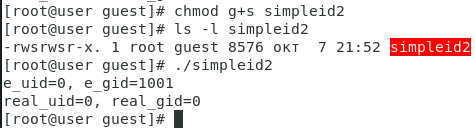 [root@user guest]# chmod g+s simpleid2
[root@user guest]# ls -l simpleid2
-rwsrwsr-x. 1 root guest 8576 окт  7 21:52 simpleid2
[root@user guest]# ./simpleid2
e_uid=0, e_gid=1001
real_uid=0, real_gid=0
[root@user guest]#